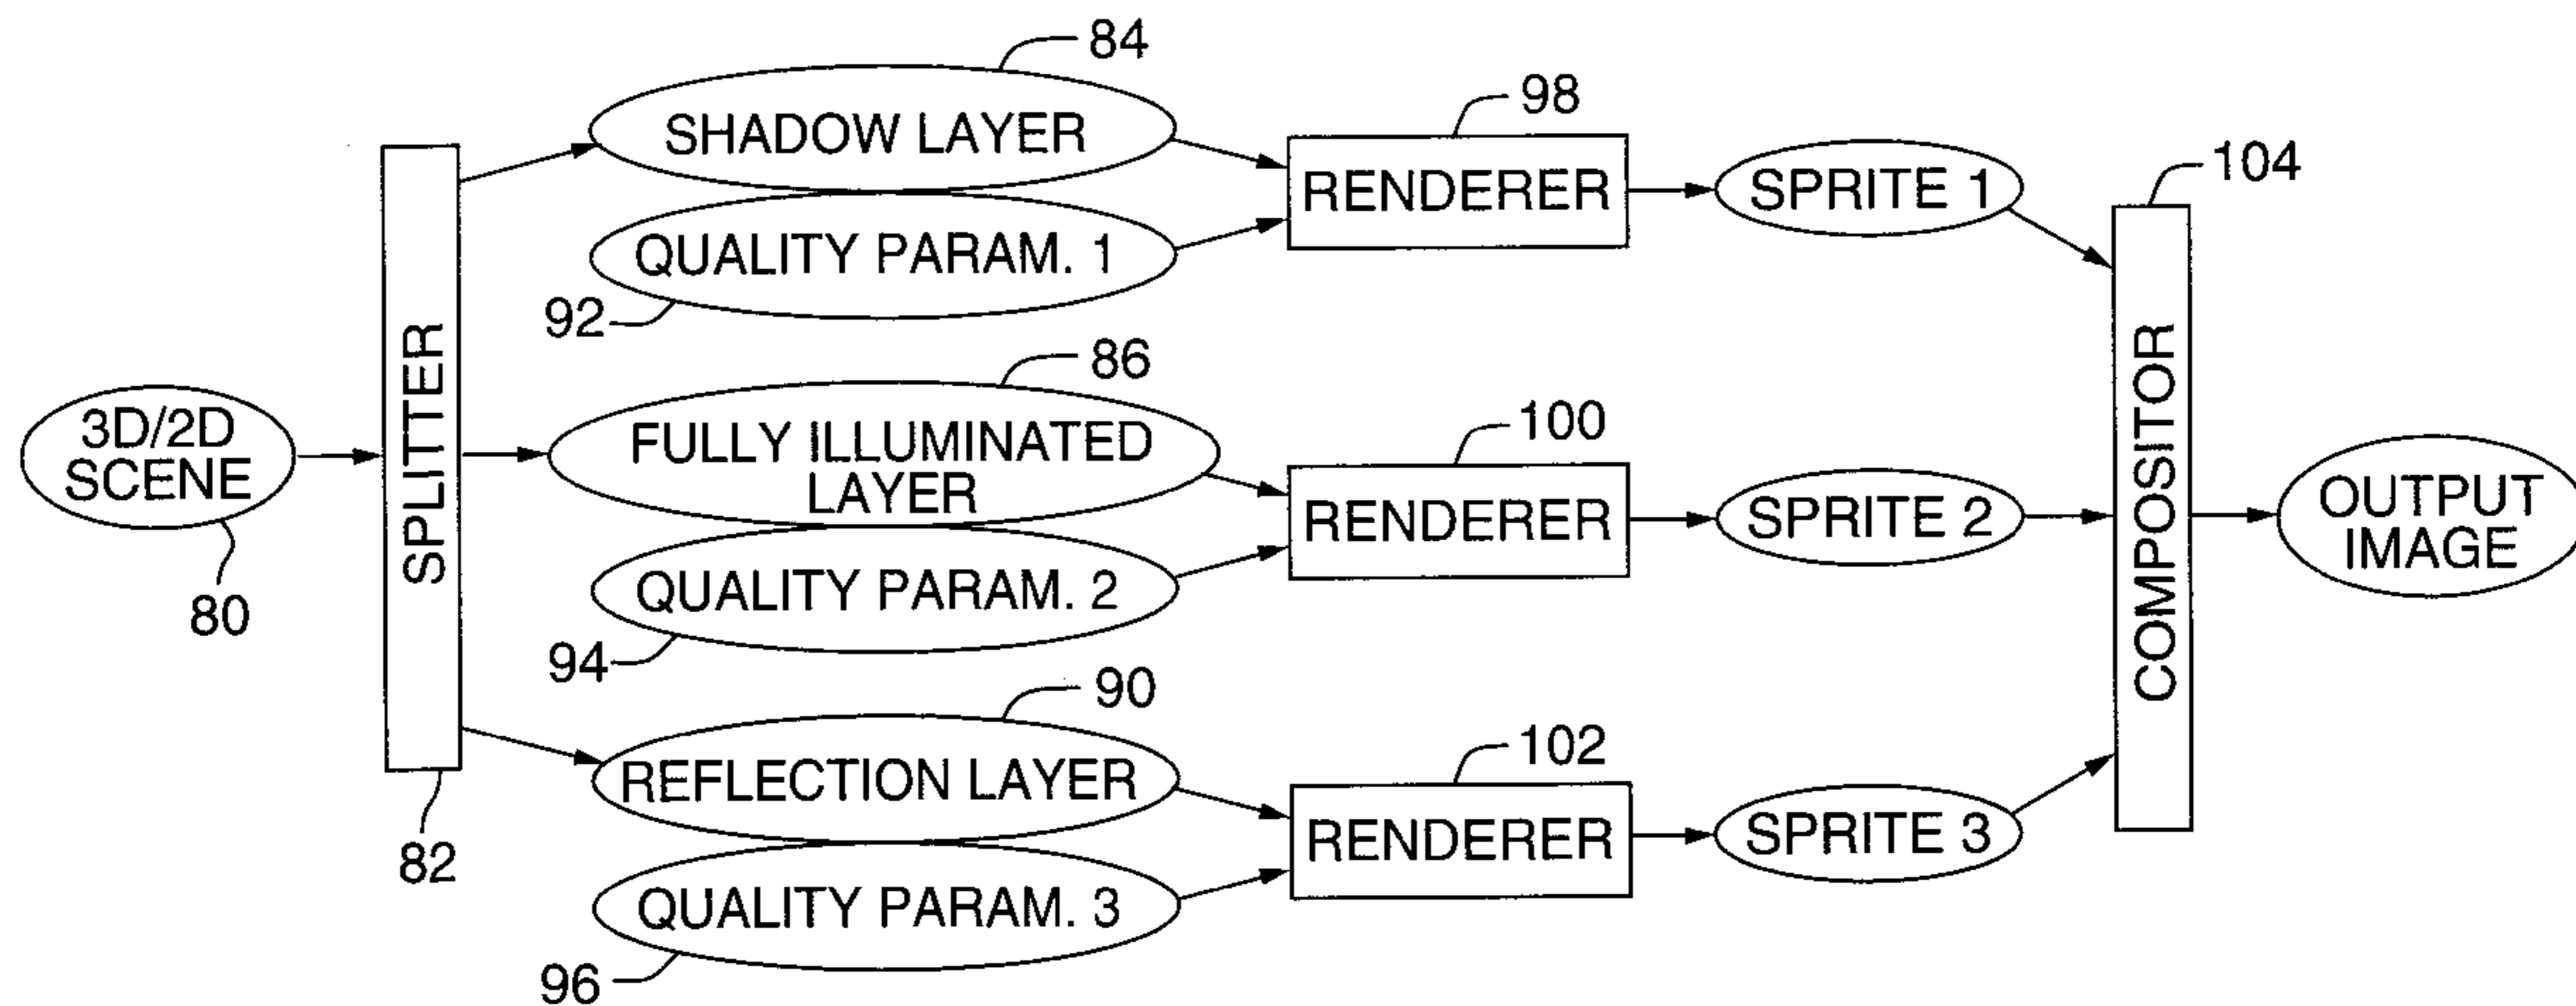 84
SHADOW LAYER
98
RENDERER
SPRITE 1
104
QUALITY PARAM. 1
92
3D/2D
SCENE
80
SPLITTER
82
86
FULLY ILLUMINATED
LAYER
100
RENDERER
SPRITE 2
QUALITY PARAM. 2
94
COMPOSITOR
OUTPUT
IMAGE
90
REFLECTION LAYER
102
RENDERER
SPRITE 3
QUALITY PARAM. 3
96